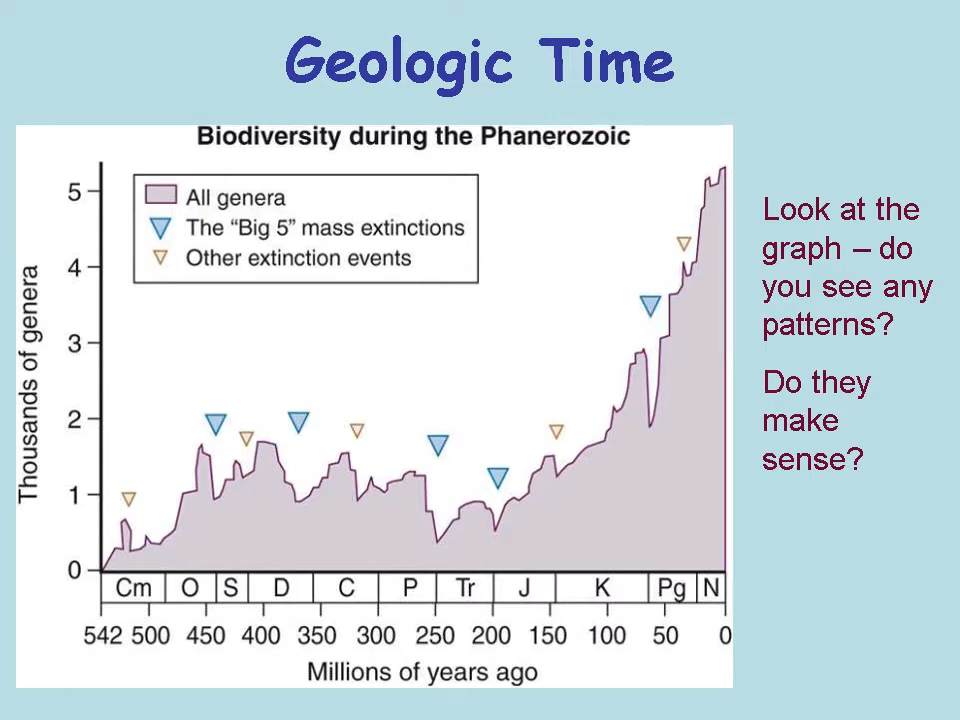 Geologic Time
Biodiversity during the Phanerozoic
All genera
The “Big 5” mass extinctions
Other extinction events
Thousands of genera
5
4
3
2
1
0
Cm O S D C P Tr J K Pg N
542 500 450 400 350 300 250 200 150 100 50 0
Millions of years ago
Look at the
graph – do
you see any
patterns?
Do they
make
sense?